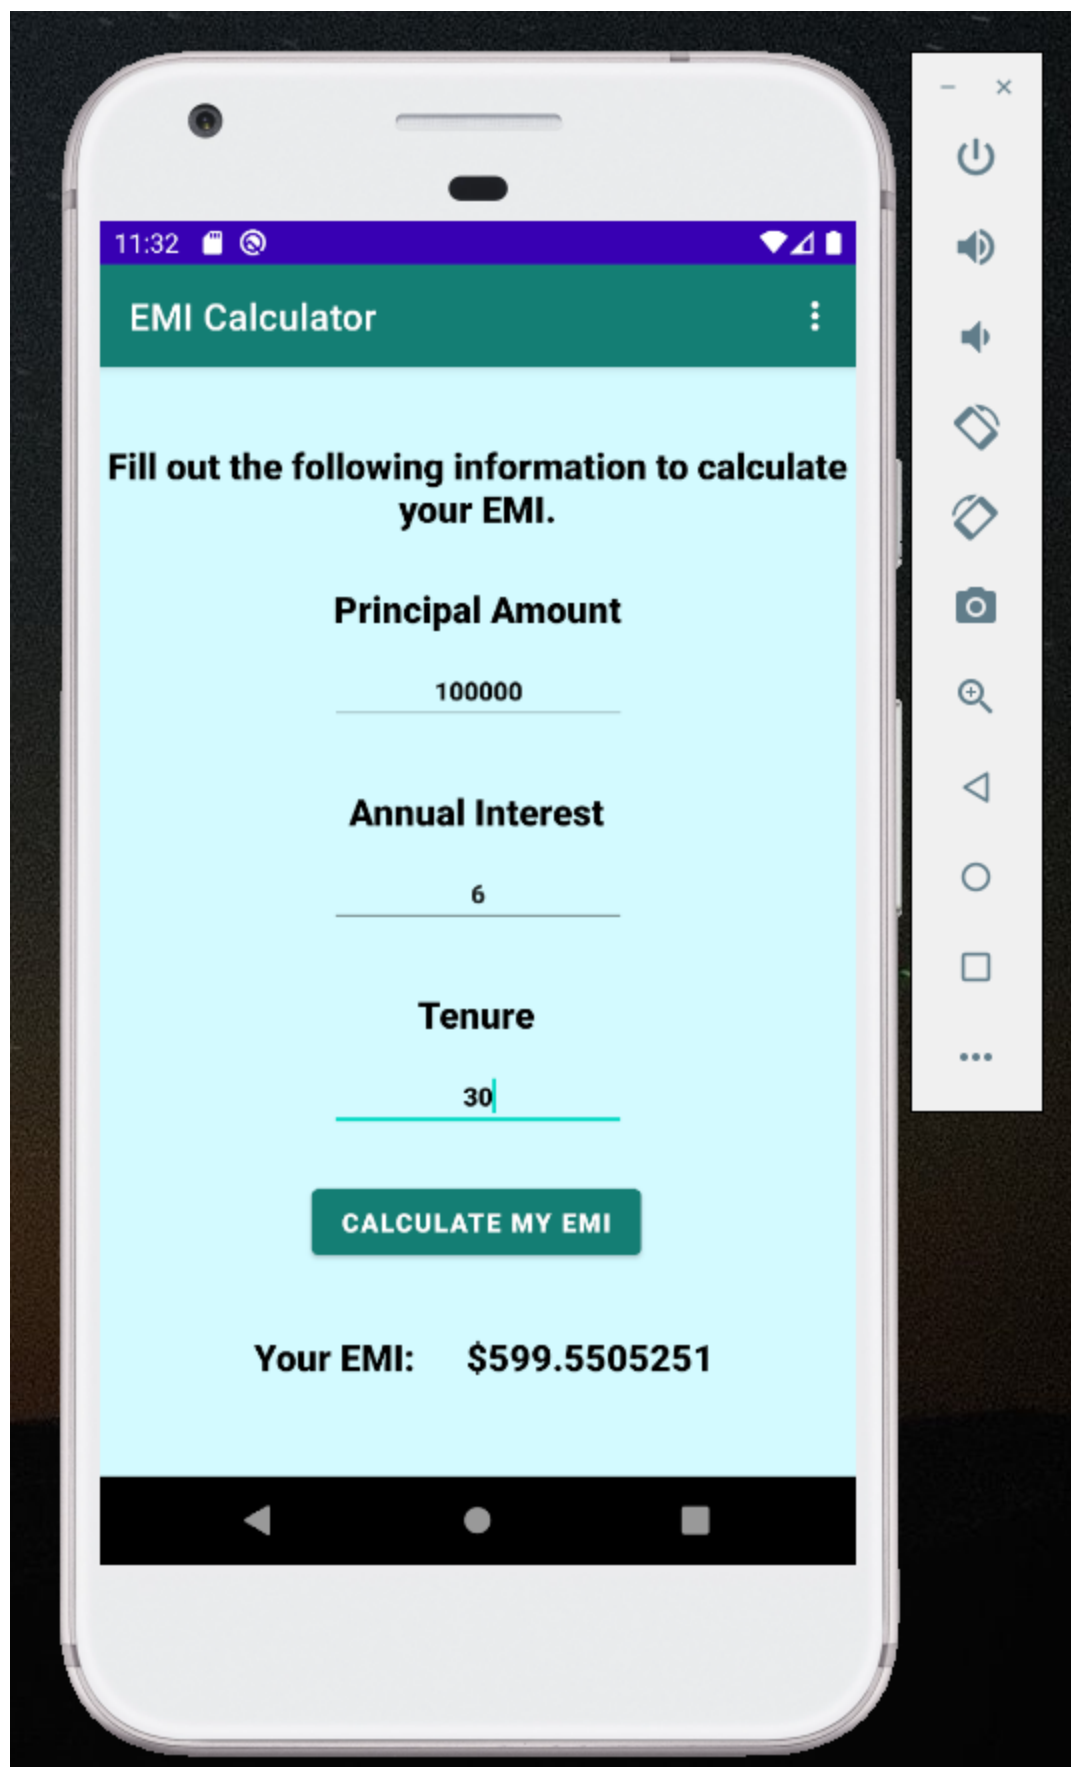 11:32
EMI Calculator
Fill out the following information to calculate
your EMI.
Principal Amount
100000
Annual Interest
6
Tenure
30
CALCULATE MY EMI
Your EMI: $599.5505251